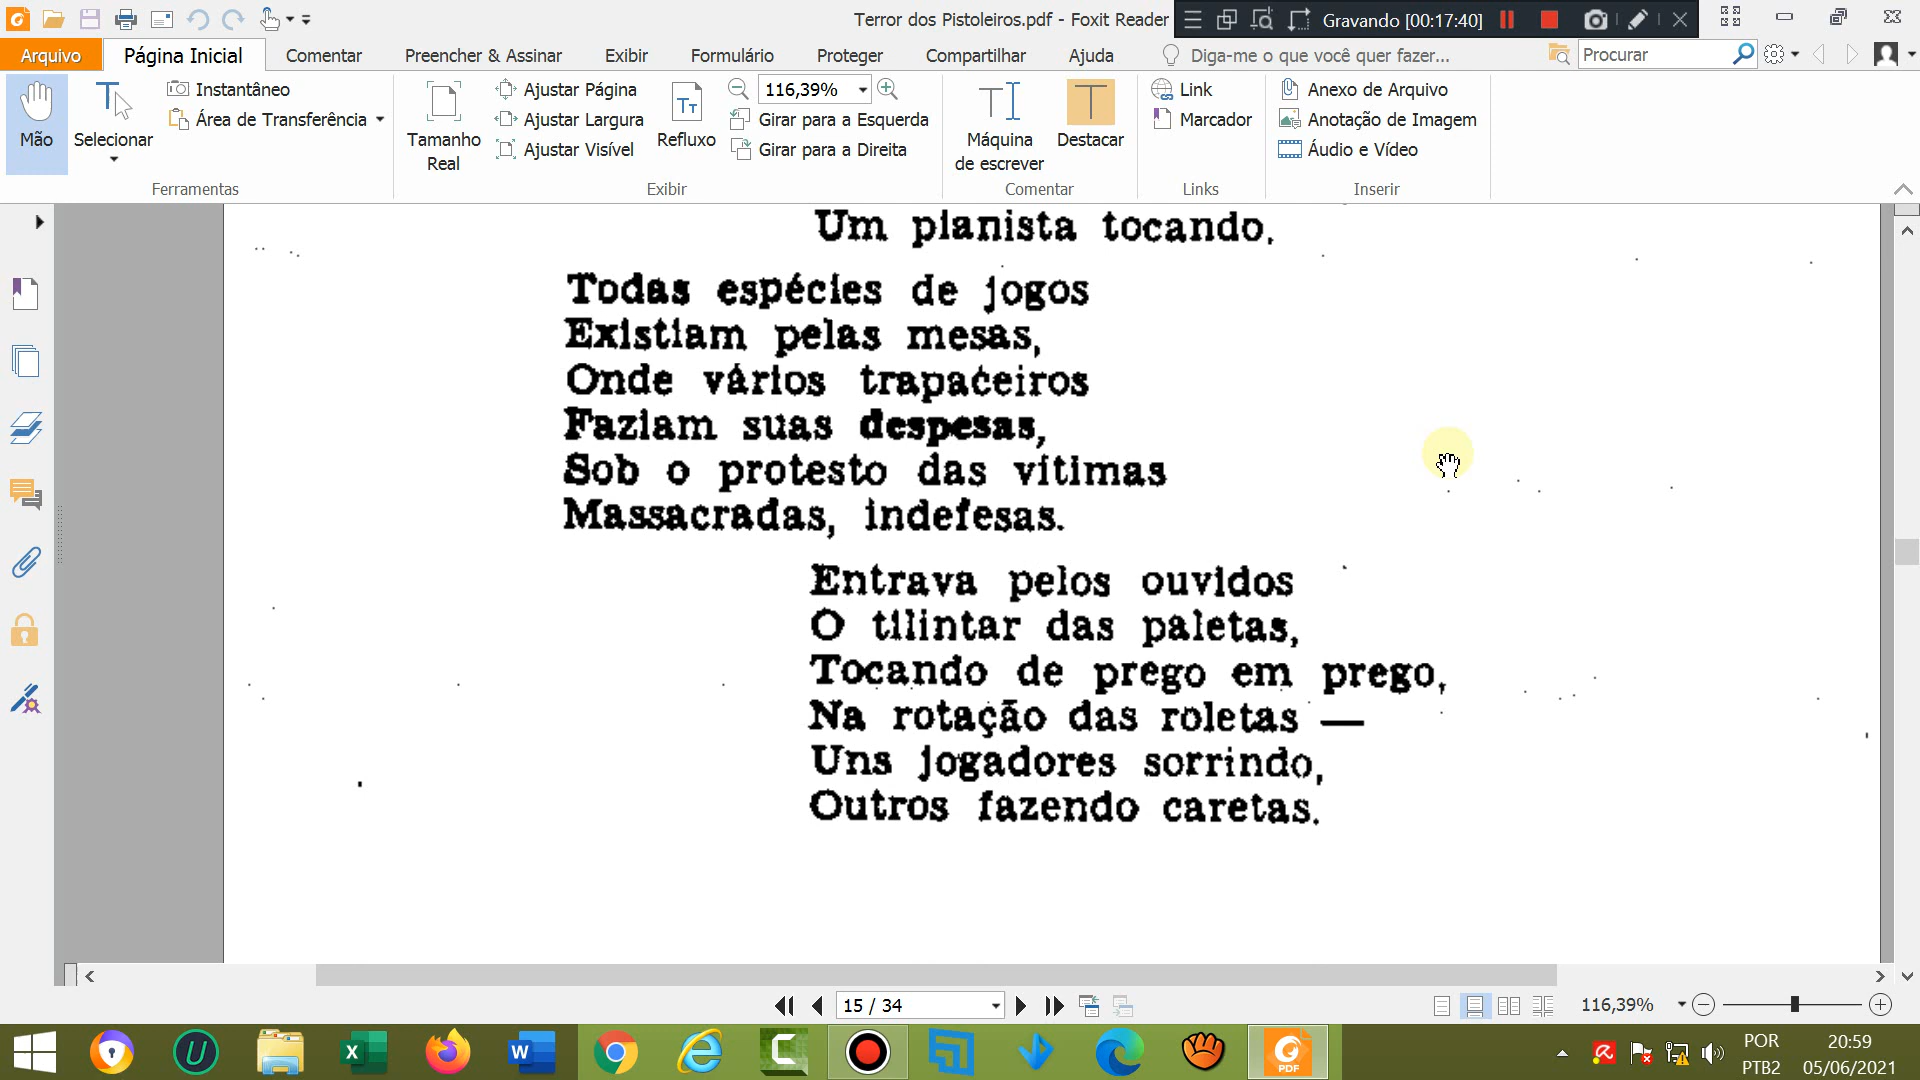 Terror dos Pistoleiros.pdf - Foxit Reader
Gravando [00:17:40]
Arquivo
Página Inicial
Comentar
Preencher & Assinar
Exibir
Formulário
Proteger
Compartilhar
Ajuda
Diga-me o que você quer fazer...
Procurar
Mão
Selecionar
Instantâneo
Área de Transferência
Ferramentas
Tamanho
Real
Ajustar Página
Ajustar Largura
Ajustar Visível
Refluxo
116,39%
Girar para a Esquerda
Girar para a Direita
Exibir
Máquina
de escrever
Destacar
Comentar
Link
Marcador
Links
Anexo de Arquivo
Anotação de Imagem
Áudio e Vídeo
Inserir
Um pianista tocando.
Todas espécies de jogos
Existiam pelas mesas,
Onde vários trapaceiros
Faziam suas despesas,
Sob o protesto das vítimas
Massacradas, indefesas.
Entrava pelos ouvidos
O tilintar das paletas,
Tocando de prego em prego,
Na rotação das roletas —
Uns jogadores sorrindo,
Outros fazendo caretas.
15 / 34
116,39%
POR
PTB2
20:59
05/06/2021